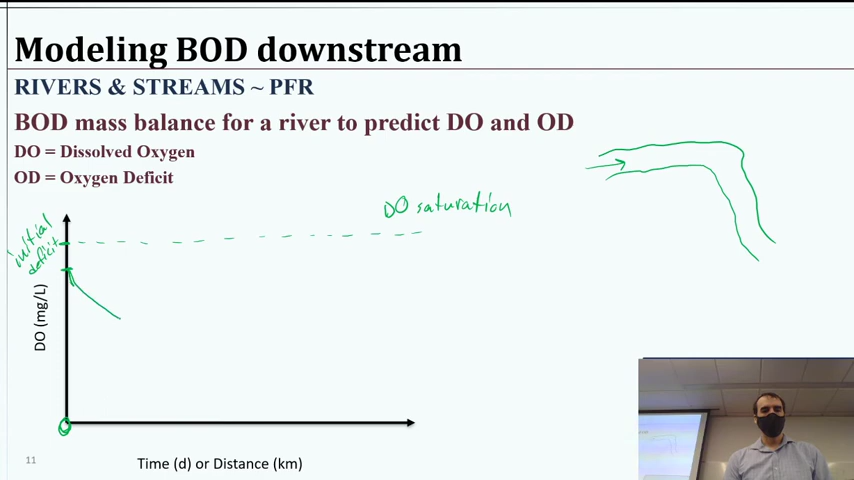 Modeling BOD downstream
RIVERS & STREAMS ~ PFR
BOD mass balance for a river to predict DO and OD
DO = Dissolved Oxygen
OD = Oxygen Deficit
DO saturation
initial
deficit
DO (mg/L)
0
Time (d) or Distance (km)
11